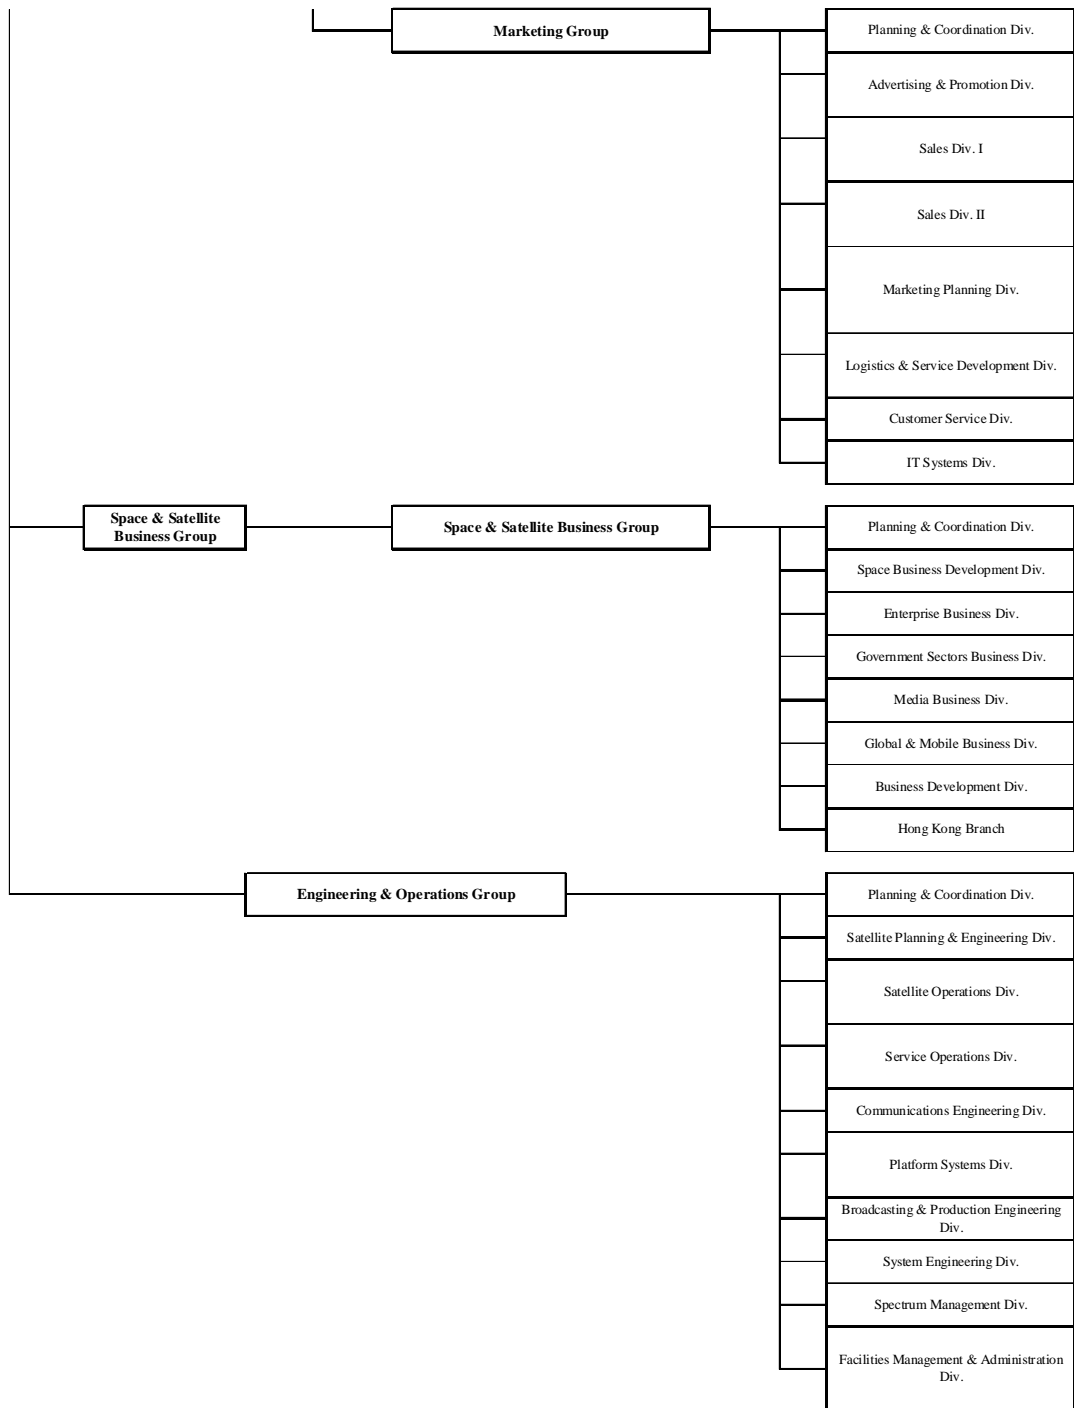 Marketing Group
Planning & Coordination Div.
Advertising & Promotion Div.
Sales Div. I
Sales Div. II
Marketing Planning Div.
Logistics & Service Development Div.
Customer Service Div.
IT Systems Div.
Space & Satellite
Business Group
Space & Satellite Business Group
Planning & Coordination Div.
Space Business Development Div.
Enterprise Business Div.
Government Sectors Business Div.
Media Business Div.
Global & Mobile Business Div.
Business Development Div.
Hong Kong Branch
Engineering & Operations Group
Planning & Coordination Div.
Satellite Planning & Engineering Div.
Satellite Operations Div.
Service Operations Div.
Communications Engineering Div.
Platform Systems Div.
Broadcasting & Production Engineering
Div.
System Engineering Div.
Spectrum Management Div.
Facilities Management & Administration
Div.